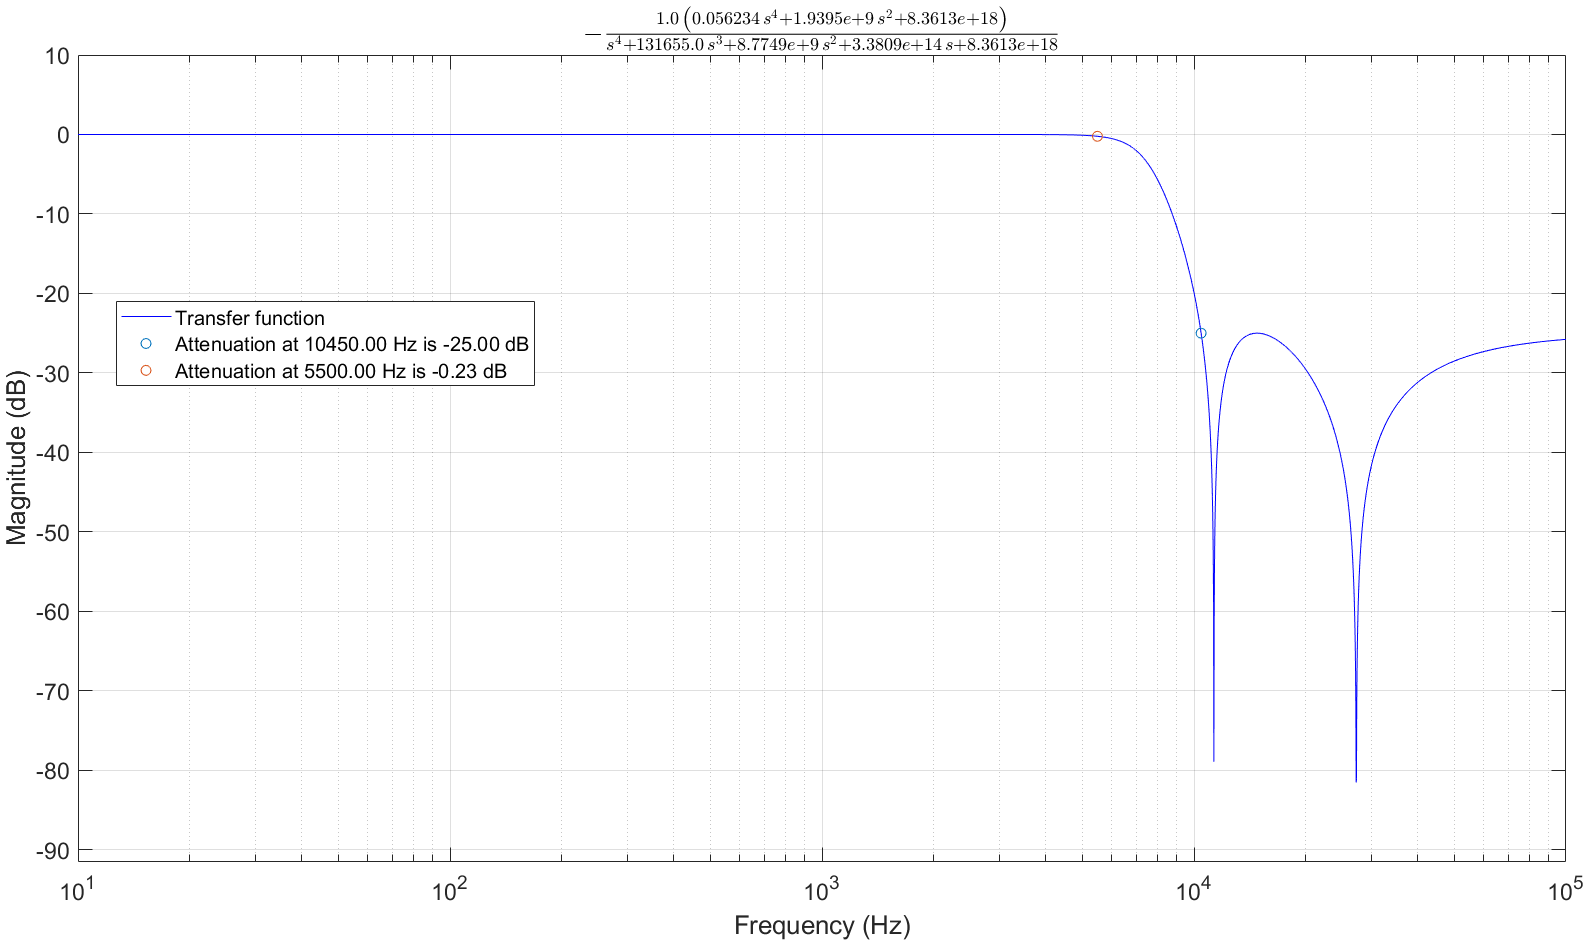 − 1.0 (0.056234 s⁴+1.9395e+9 s²+8.3613e+18)
s⁴+131655.0 s³+8.7749e+9 s²+3.3809e+14 s+8.3613e+18
10
0
-10
-20
-30
-40
-50
-60
-70
-80
-90
Magnitude (dB)
Transfer function
Attenuation at 10450.00 Hz is -25.00 dB
Attenuation at 5500.00 Hz is -0.23 dB
10¹ 10² 10³ 10⁴ 10⁵
Frequency (Hz)